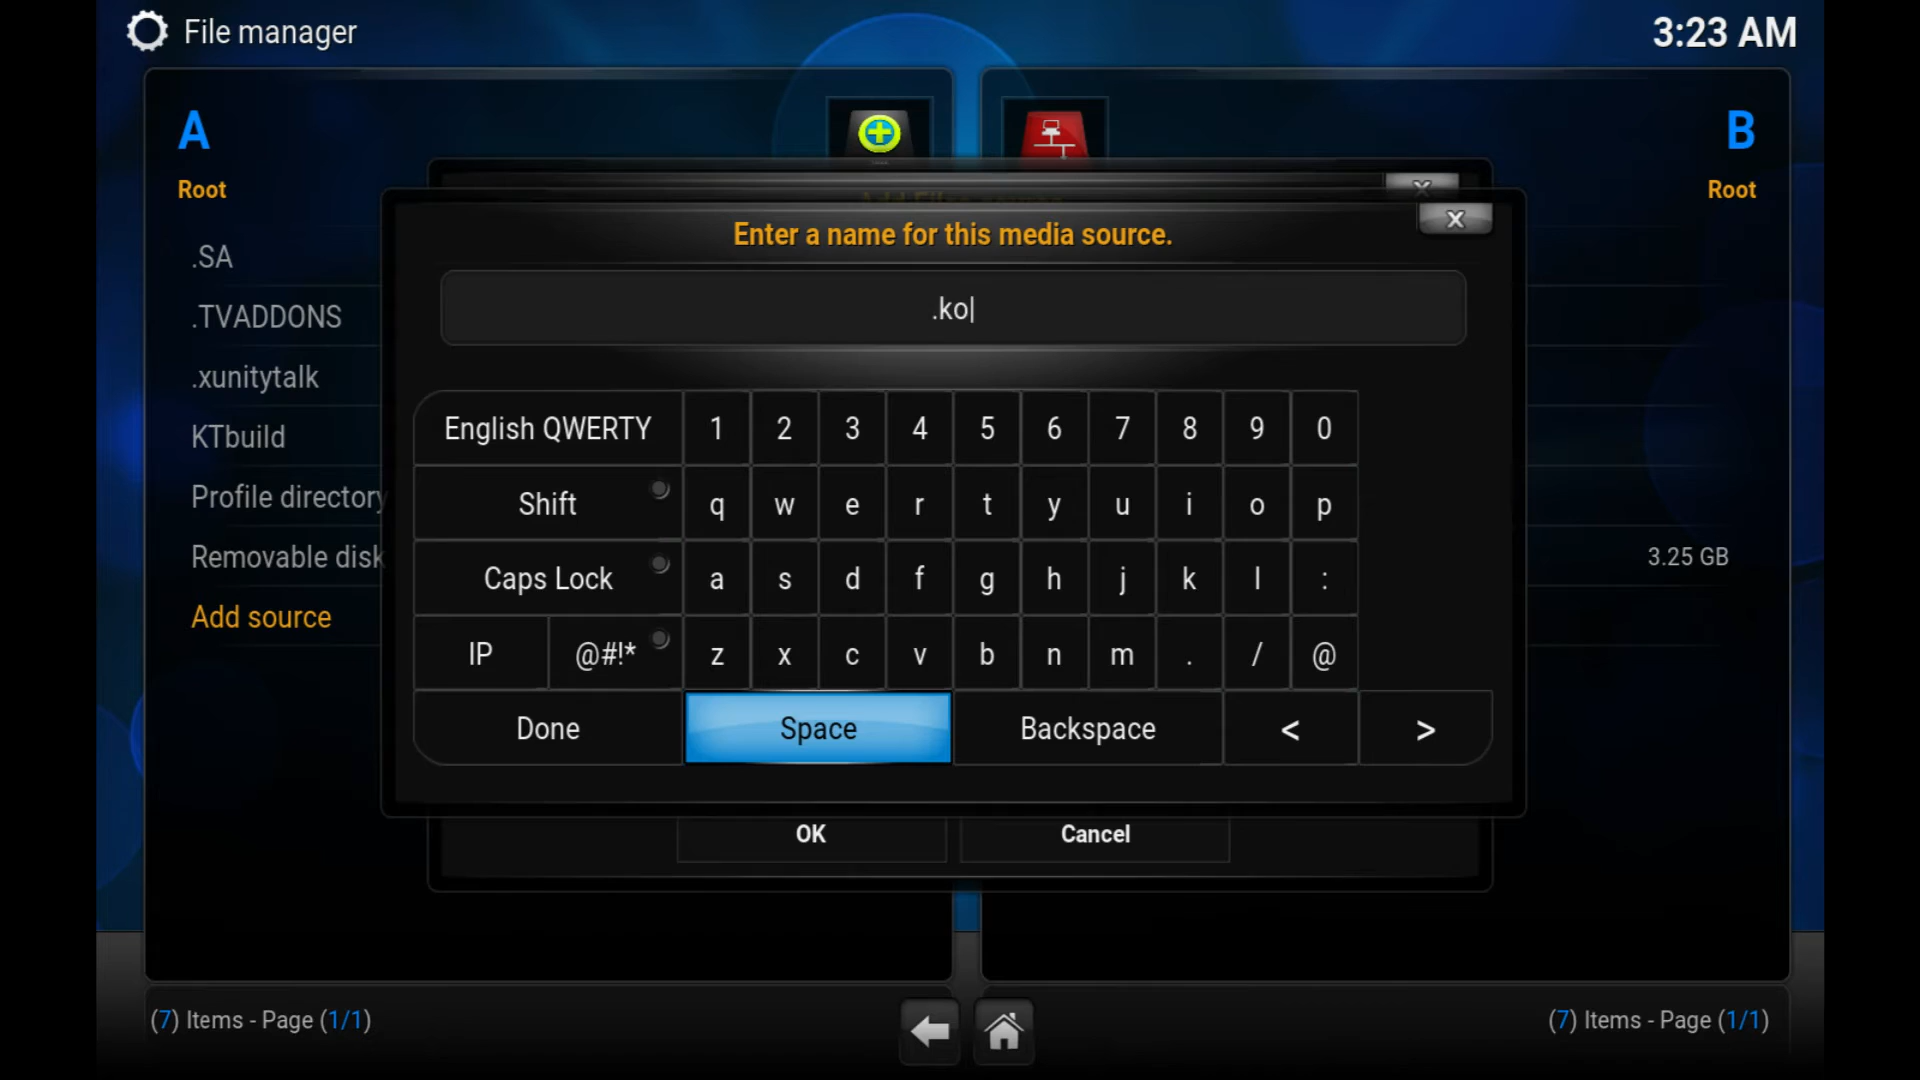 File manager
3:23 AM
A
B
Root
Root
.SA
.TVADDONS
.xunitytalk
KTbuild
Profile directory
Removable disk
Add source
3.25 GB
x
Enter a name for this media source.
x
.ko
English QWERTY 1 2 3 4 5 6 7 8 9 0
Shift q w e r t y u i o p
Caps Lock a s d f g h j k l :
IP @#!* z x c v b n m . / @
Done Space Backspace < >
OK Cancel
(7) Items - Page (1/1)
(7) Items - Page (1/1)